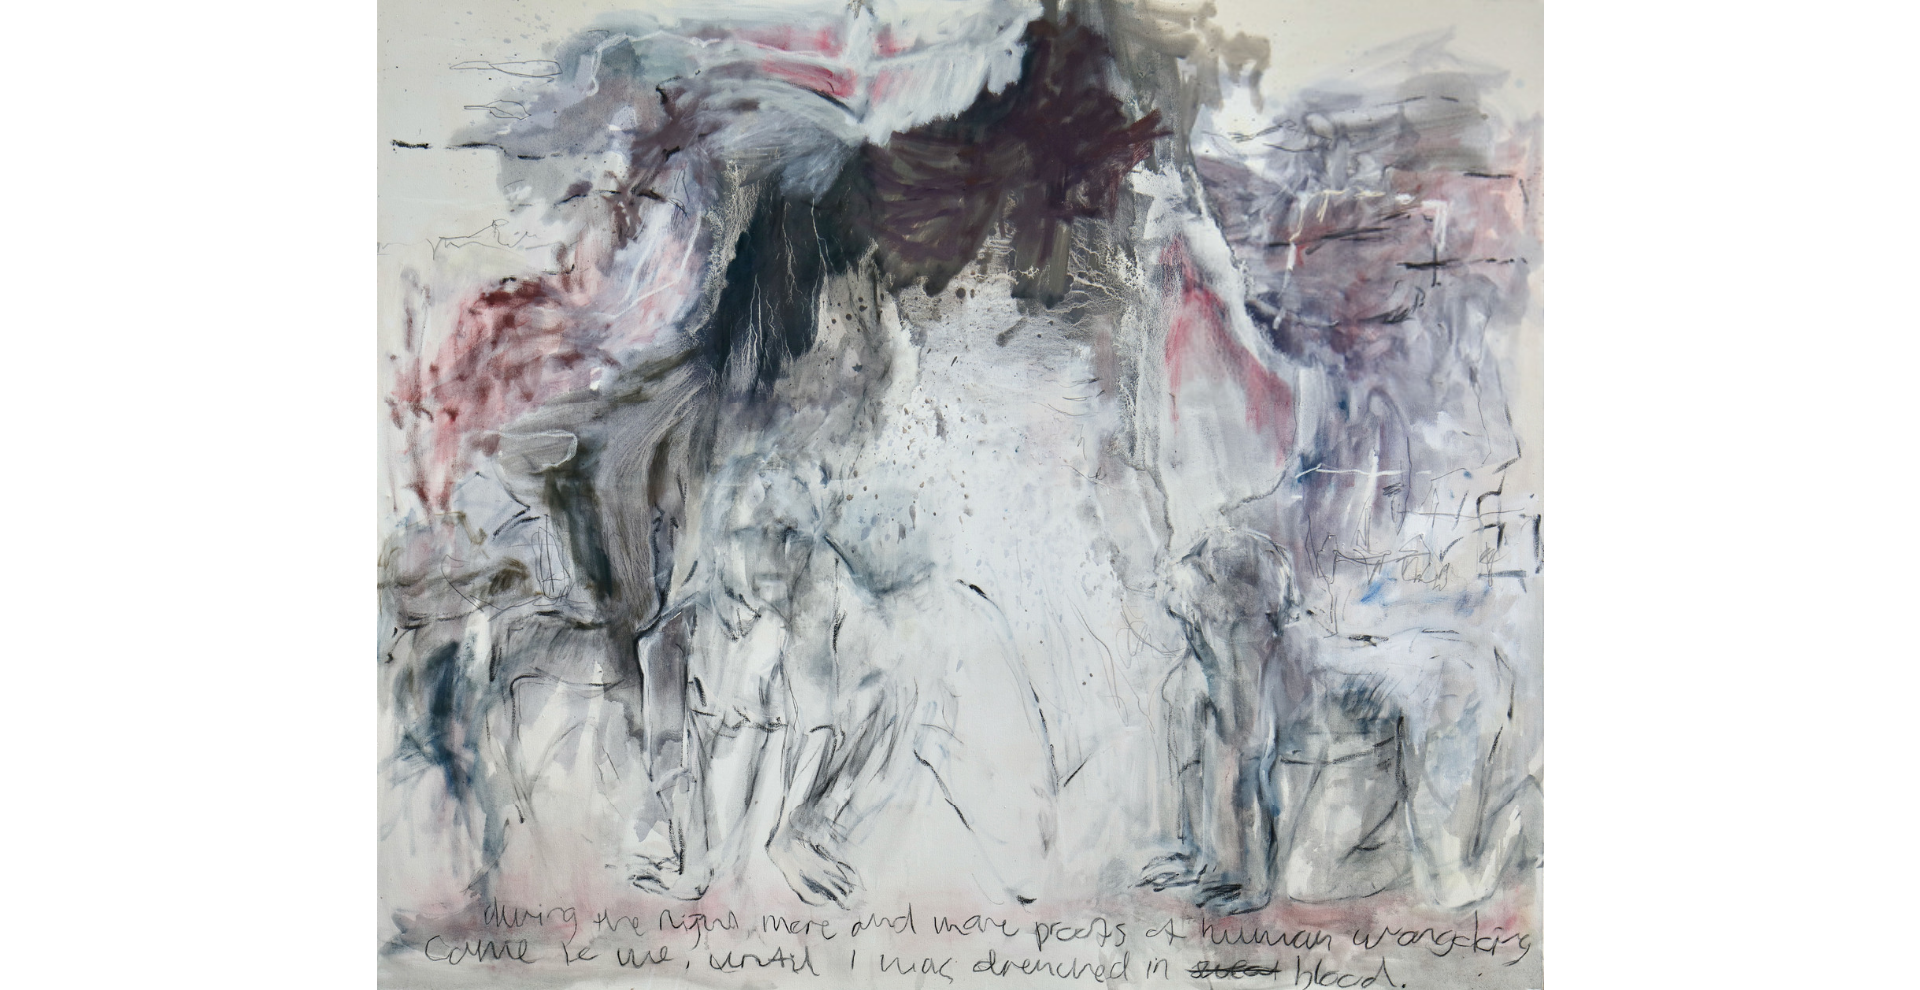 during the night, more and more proofs of human wrongdoing
came to me, until I was drenched in sweat blood.